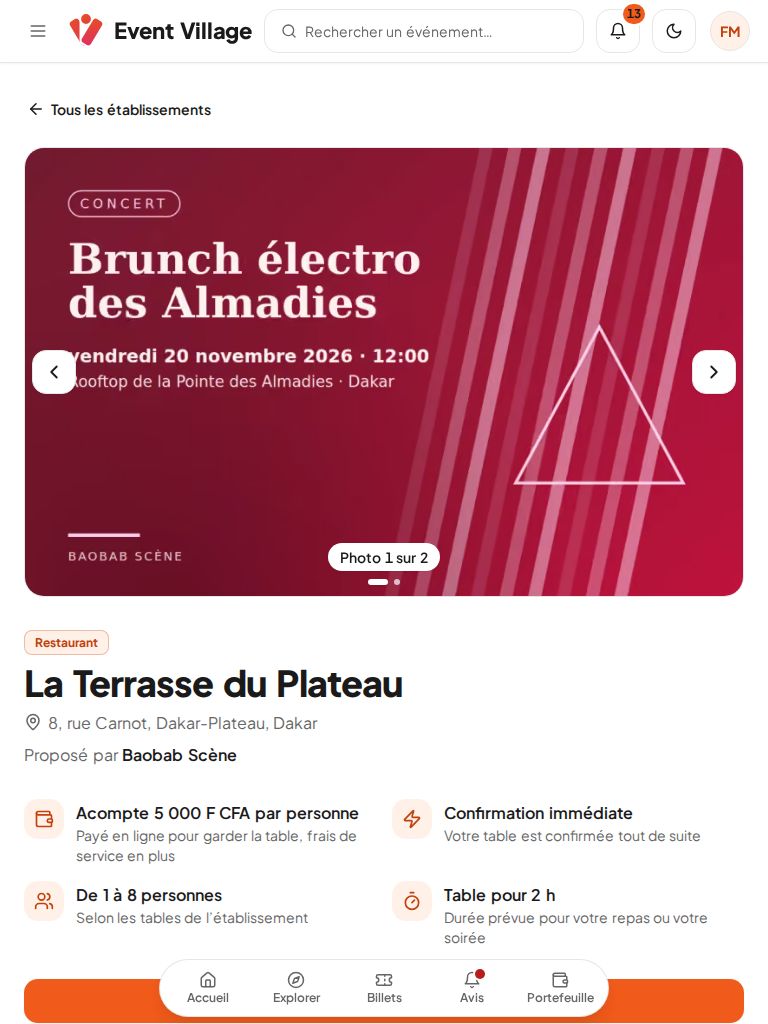 Event Village
Rechercher un événement...
13
FM
Tous les établissements
CONCERT
Brunch électro
des Almadies
vendredi 20 novembre 2026 · 12:00
Rooftop de la Pointe des Almadies · Dakar
BAOBAB SCÈNE
Photo 1 sur 2
Restaurant
La Terrasse du Plateau
8, rue Carnot, Dakar-Plateau, Dakar
Proposé par Baobab Scène
Acompte 5 000 F CFA par personne
Payé en ligne pour garder la table, frais de
service en plus
Confirmation immédiate
Votre table est confirmée tout de suite
De 1 à 8 personnes
Selon les tables de l'établissement
Table pour 2 h
Durée prévue pour votre repas ou votre
soirée
Accueil
Explorer
Billets
Avis
Portefeuille